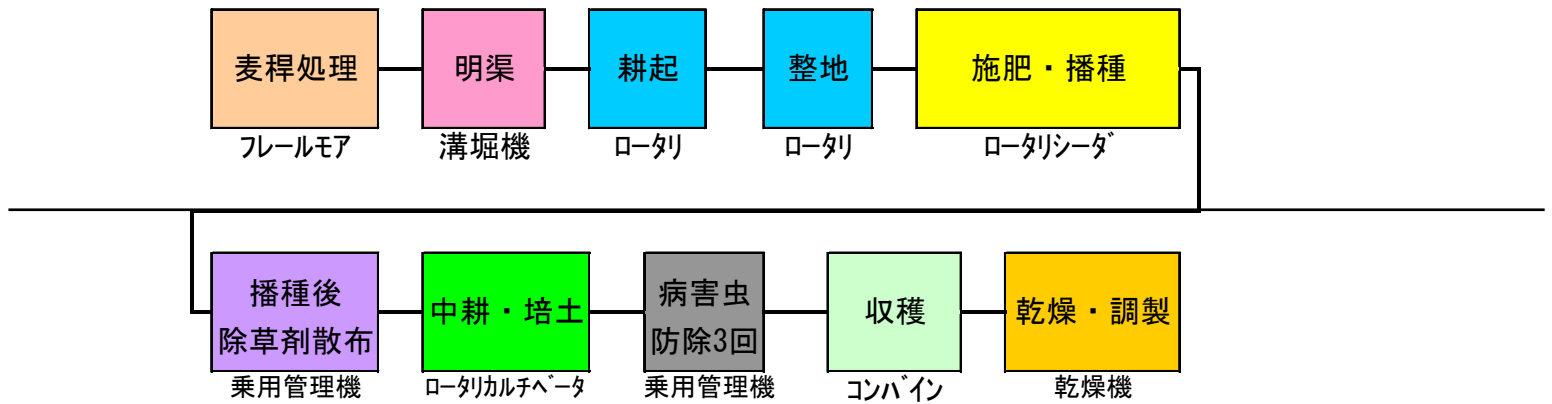 麦稈処理
明渠
耕起
整地
施肥・播種
フレールモア
溝堀機
ロータリ
ロータリ
ロータリシーダ
播種後
除草剤散布
中耕・培土
病害虫
防除3回
収穫
乾燥・調製
乗用管理機
ロータリカルチベータ
乗用管理機
コンバイン
乾燥機